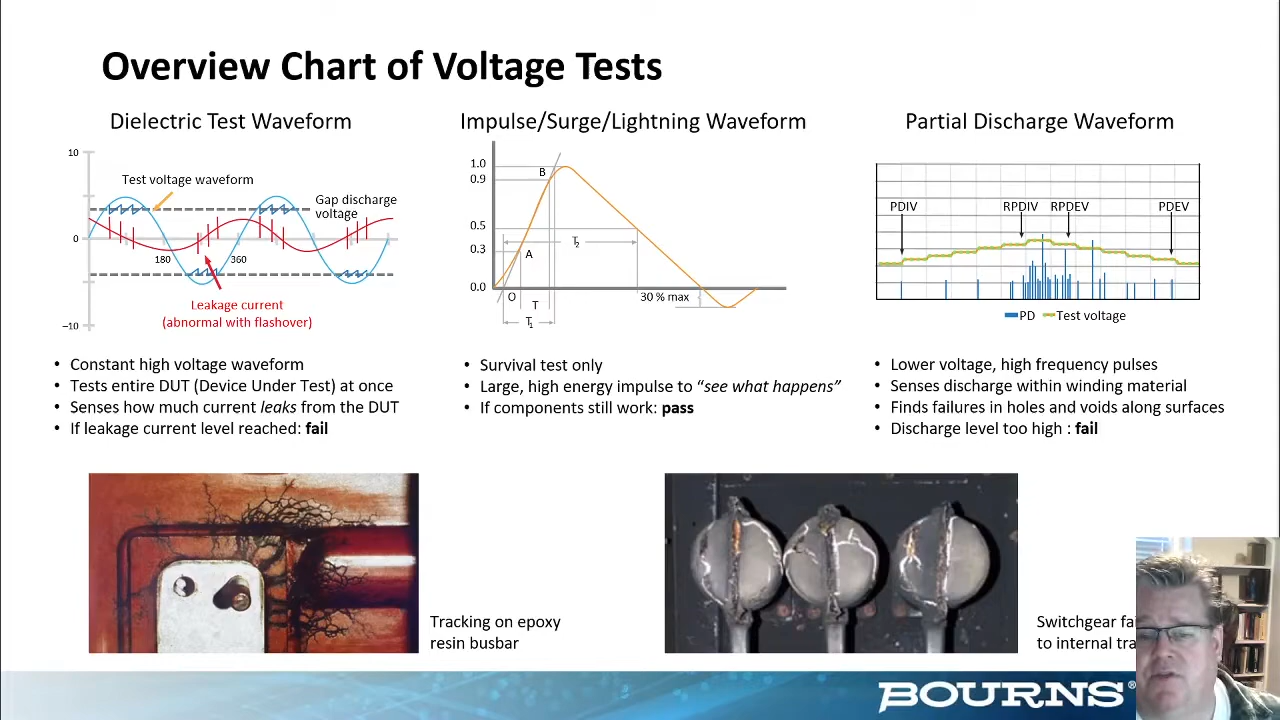 Overview Chart of Voltage Tests
Dielectric Test Waveform
10
Test voltage waveform
Gap discharge
voltage
0
180
360
Leakage current
(abnormal with flashover)
–10
• Constant high voltage waveform
• Tests entire DUT (Device Under Test) at once
• Senses how much current leaks from the DUT
• If leakage current level reached: fail
Impulse/Surge/Lightning Waveform
1.0
0.9
0.5
0.3
0.0
B
A
T2
O
T
T1
30 % max
• Survival test only
• Large, high energy impulse to “see what happens”
• If components still work: pass
Partial Discharge Waveform
PDIV
RPDIV
RPDEV
PDEV
PD
Test voltage
• Lower voltage, high frequency pulses
• Senses discharge within winding material
• Finds failures in holes and voids along surfaces
• Discharge level too high : fail
Tracking on epoxy
resin busbar
Switchgear
to internal
BOURNS®